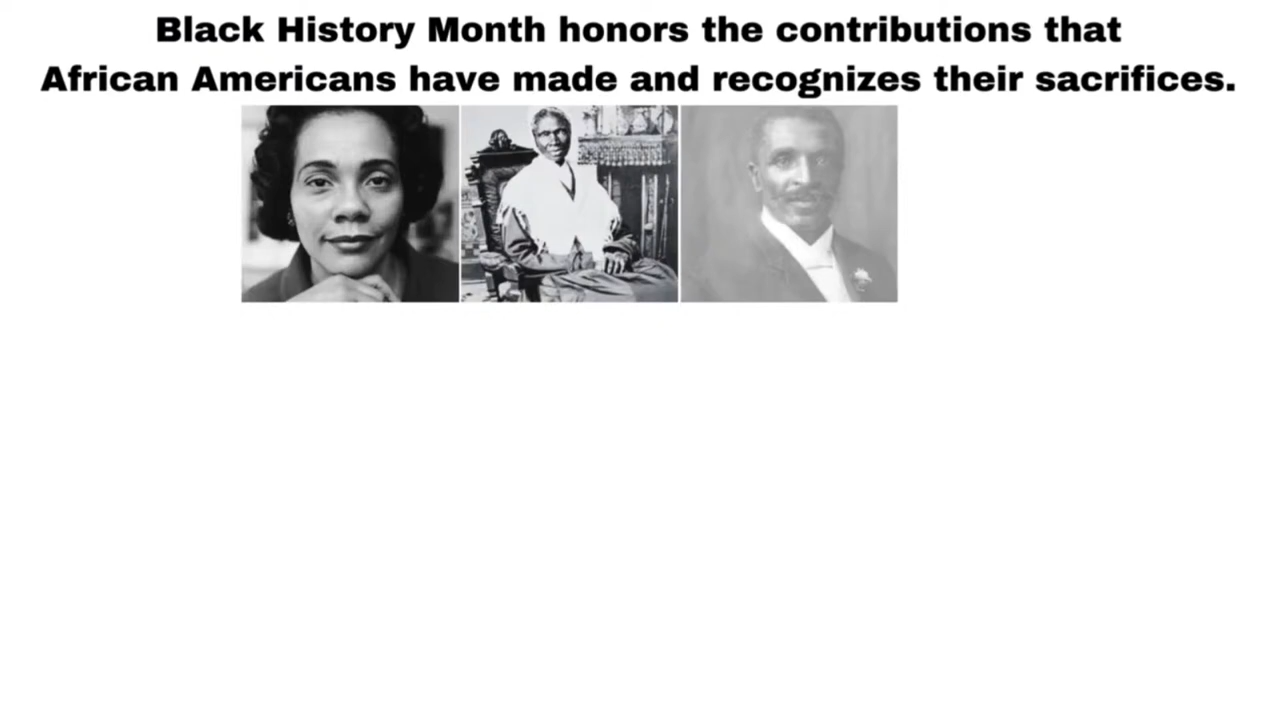 Black History Month honors the contributions that
African Americans have made and recognizes their sacrifices.